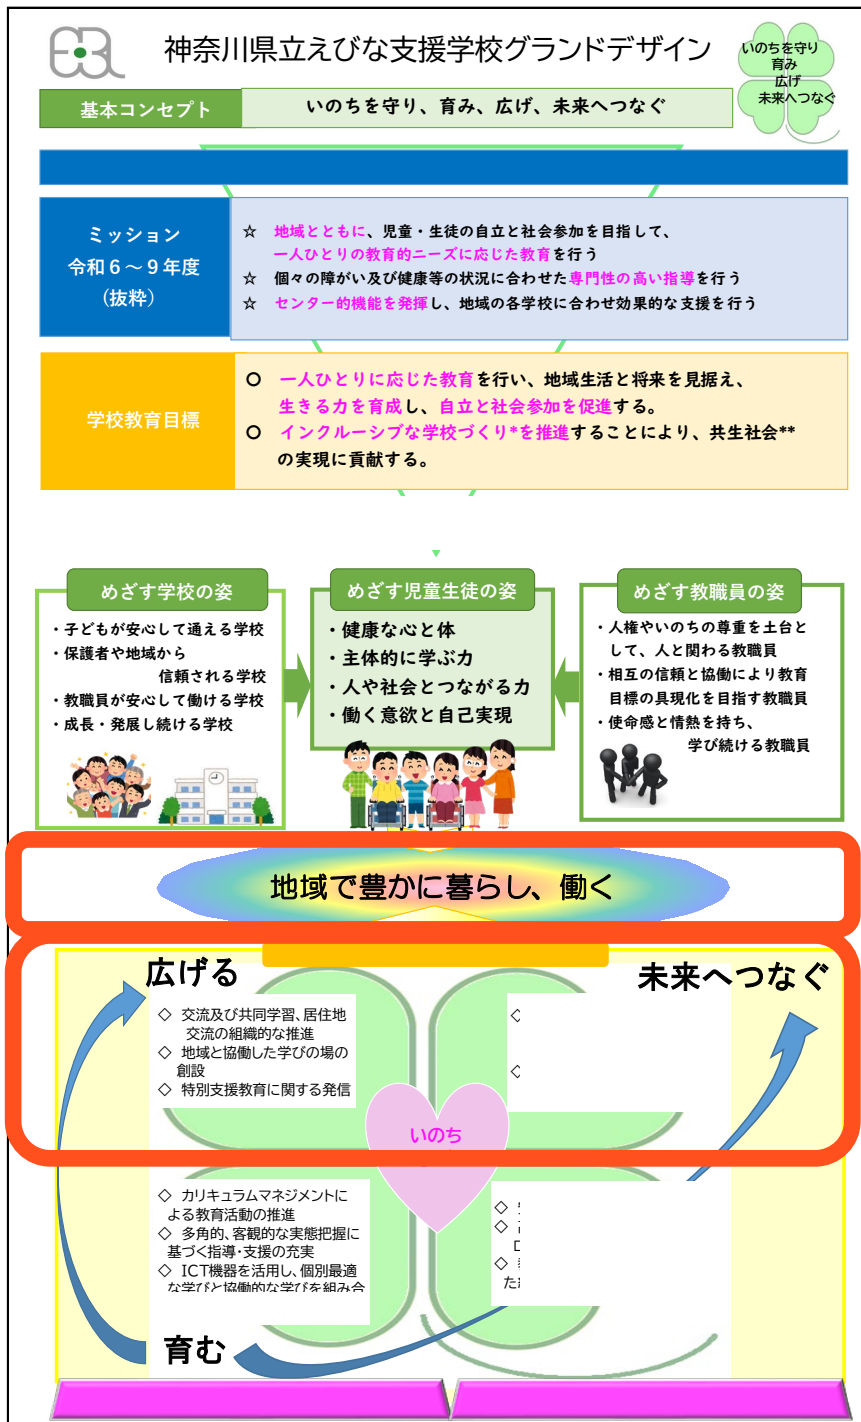 神奈川県立えびな支援学校グランドデザイン
いのちを守り
育み
広げ
未来へつなぐ
基本コンセプト
いのちを守り、育み、広げ、未来へつなぐ
ミッション
令和６～９年度
(抜粋)
☆ 地域とともに、児童・生徒の自立と社会参加を目指して、
一人ひとりの教育的ニーズに応じた教育を行う
☆ 個々の障がい及び健康等の状況に合わせた専門性の高い指導を行う
☆ センター的機能を発揮し、地域の各学校に合わせ効果的な支援を行う
学校教育目標
○ 一人ひとりに応じた教育を行い、地域生活と将来を見据え、
生きる力を育成し、自立と社会参加を促進する。
○ インクルーシブな学校づくり*を推進することにより、共生社会**
の実現に貢献する。
めざす学校の姿
・子どもが安心して通える学校
・保護者や地域から
信頼される学校
・教職員が安心して働ける学校
・成長・発展し続ける学校
めざす児童生徒の姿
・健康な心と体
・主体的に学ぶ力
・人や社会とつながる力
・働く意欲と自己実現
めざす教職員の姿
・人権やいのちの尊重を土台と
して、人と関わる教職員
・相互の信頼と協働により教育
目標の具現化を目指す教職員
・使命感と情熱を持ち、
学び続ける教職員
地域で豊かに暮らし、働く
広げる
未来へつなぐ
◇ 交流及び共同学習、居住地
交流の組織的な推進
◇ 地域と協働した学びの場の
創設
◇ 特別支援教育に関する発信
◇
◇
いのち
◇ カリキュラムマネジメントに
よる教育活動の推進
◇ 多角的、客観的な実態把握に
基づく指導・支援の充実
◇ ICT機器を活用し、個別最適
な学びと協働的な学びを組み合
◇
◇
◇
た
育む